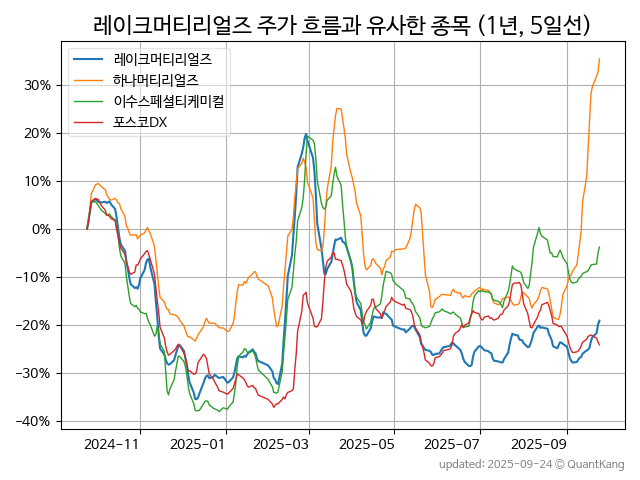 레이크머티리얼즈 주가 흐름과 유사한 종목 (1년, 5일선)
레이크머티리얼즈
하나머티리얼즈
이수스페셜티케미컬
포스코DX
30%
20%
10%
0%
−10%
−20%
−30%
−40%
2024-11 2025-01 2025-03 2025-05 2025-07 2025-09
updated: 2025-09-24 © QuantKang